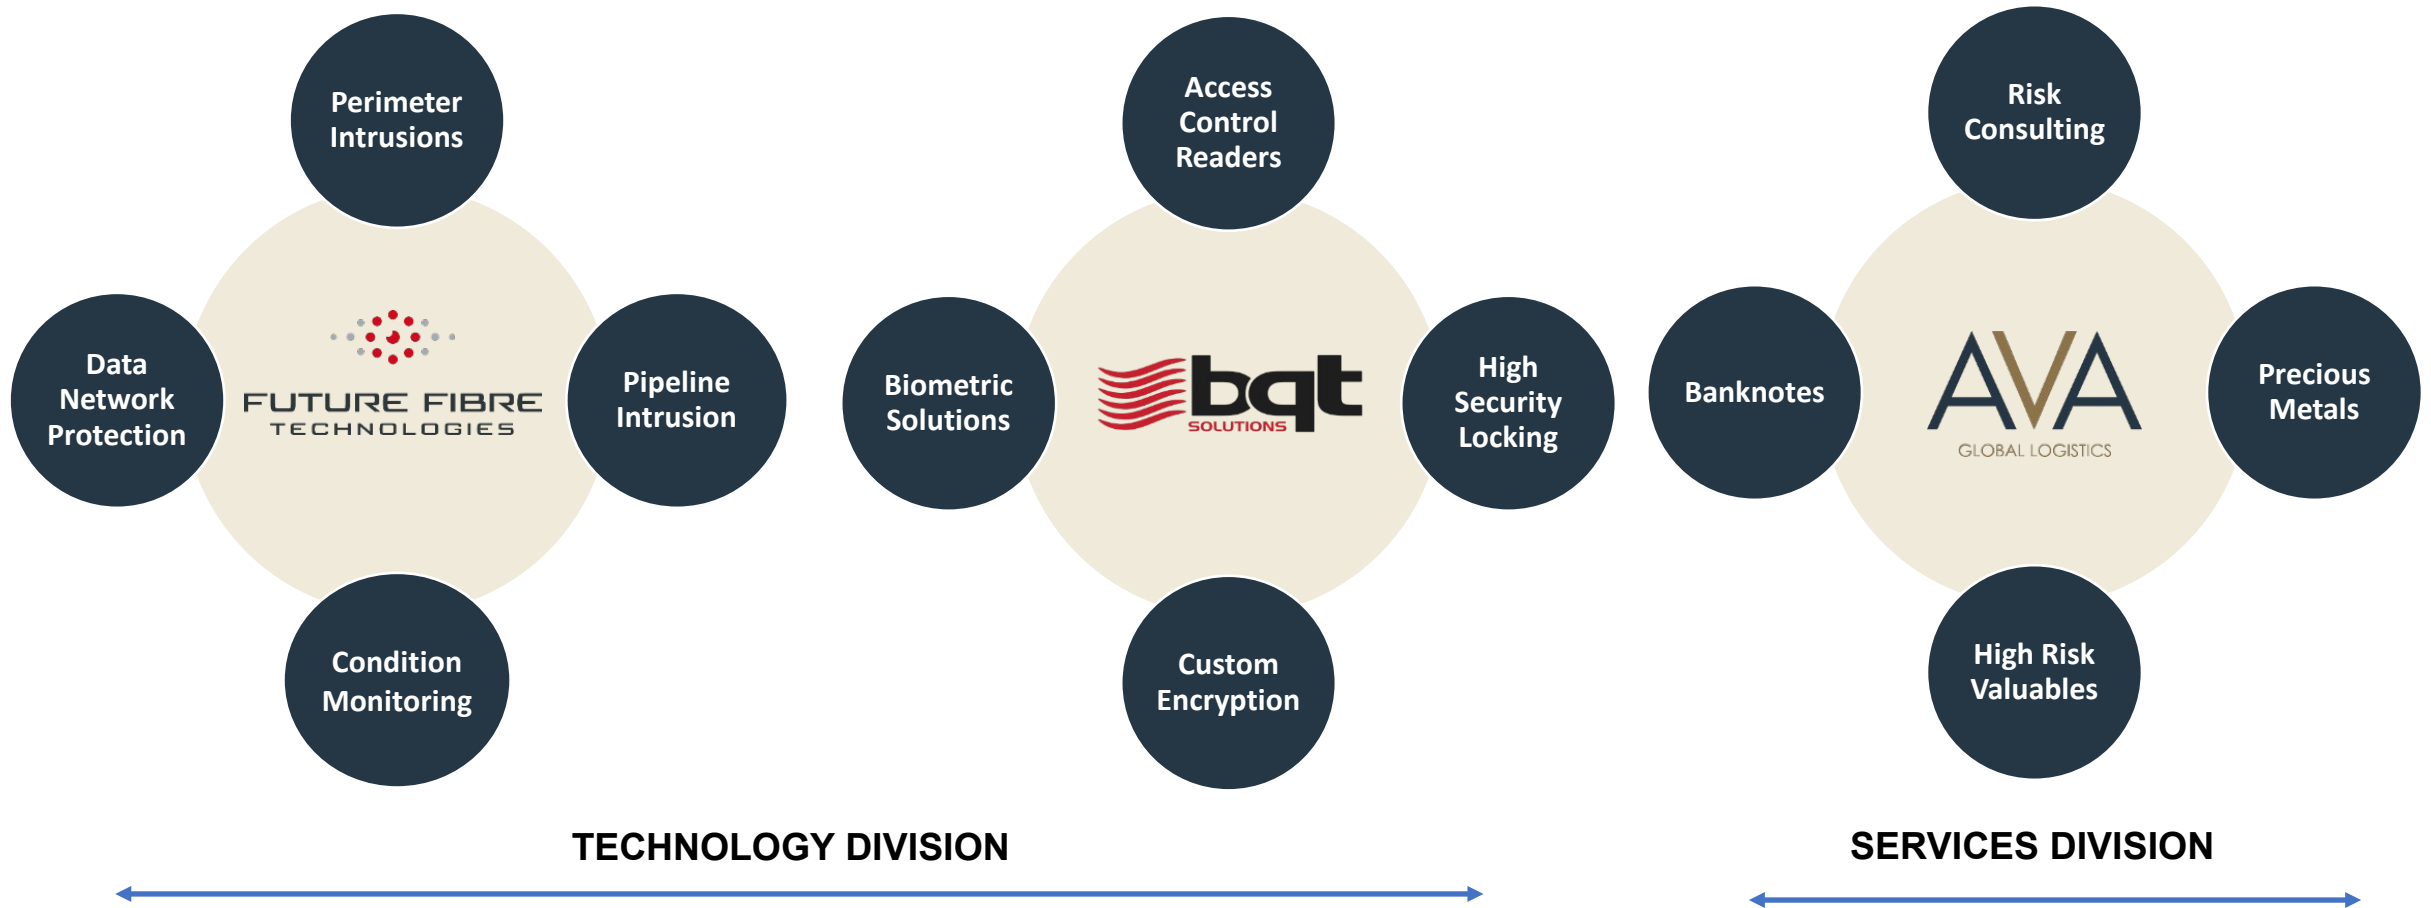 Perimeter
Intrusions
Data
Network
Protection
FUTURE FIBRE
TECHNOLOGIES
Pipeline
Intrusion
Condition
Monitoring
Access
Control
Readers
Biometric
Solutions
bqt
SOLUTIONS
High
Security
Locking
Custom
Encryption
Risk
Consulting
Banknotes
AVA
GLOBAL LOGISTICS
Precious
Metals
High Risk
Valuables
TECHNOLOGY DIVISION
SERVICES DIVISION